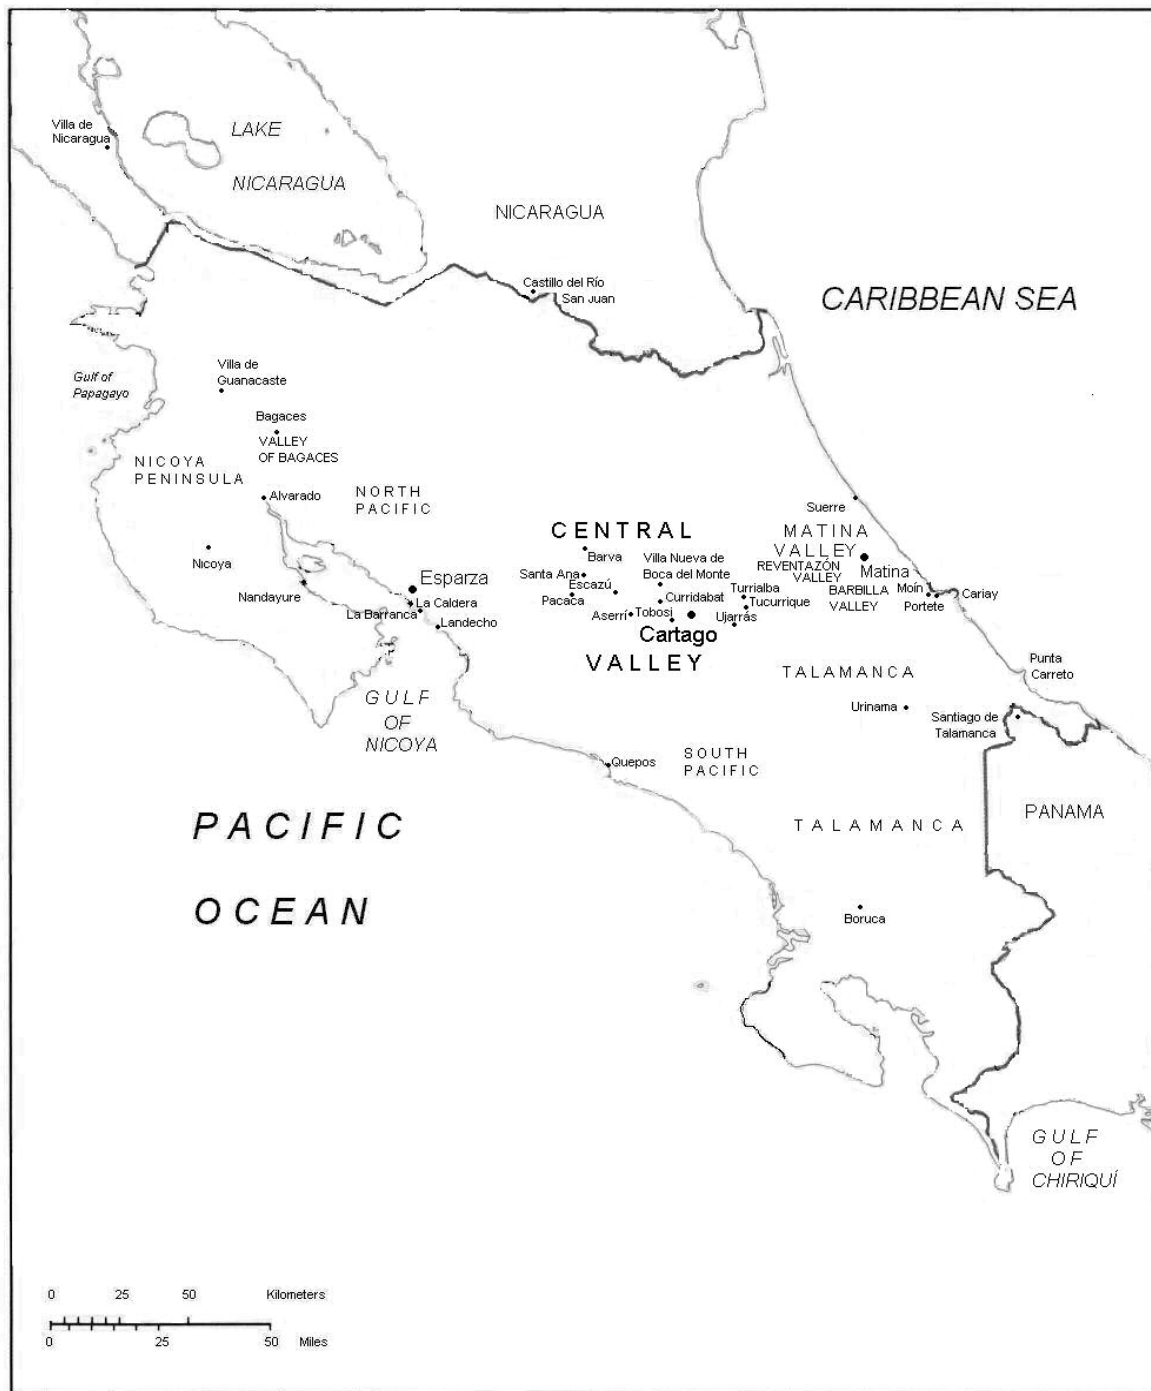 Villa de
Nicaragua
LAKE
NICARAGUA
NICARAGUA
Castillo del Río
San Juan
CARIBBEAN SEA
Gulf of
Papagayo
Villa de
Guanacaste
Bagaces
VALLEY
OF BAGACES
NICOYA
PENINSULA
Alvarado
NORTH
PACIFIC
Suerre
CENTRAL
MATINA
VALLEY
Barva
Villa Nueva de
Boca del Monte
REVENTAZÓN
VALLEY
Matina
Nicoya
Santa Ana
Escazú
Esparza
Turrialba
BARBILLA
VALLEY
Moín
Cariay
Nandayure
La Caldera
Pacaca
Curridabat
Tucurrique
Portete
La Barranca
Landecho
Aserrí
Tobosi
Ujarrás
Cartago
VALLEY
TALAMANCA
Punta
Carreto
GULF
OF
NICOYA
Urinama
Santiago de
Talamanca
Quepos
SOUTH
PACIFIC
PACIFIC
OCEAN
TALAMANCA
PANAMA
Boruca
GULF
OF
CHIRIQUÍ
0 25 50 Kilometers
0 25 50 Miles